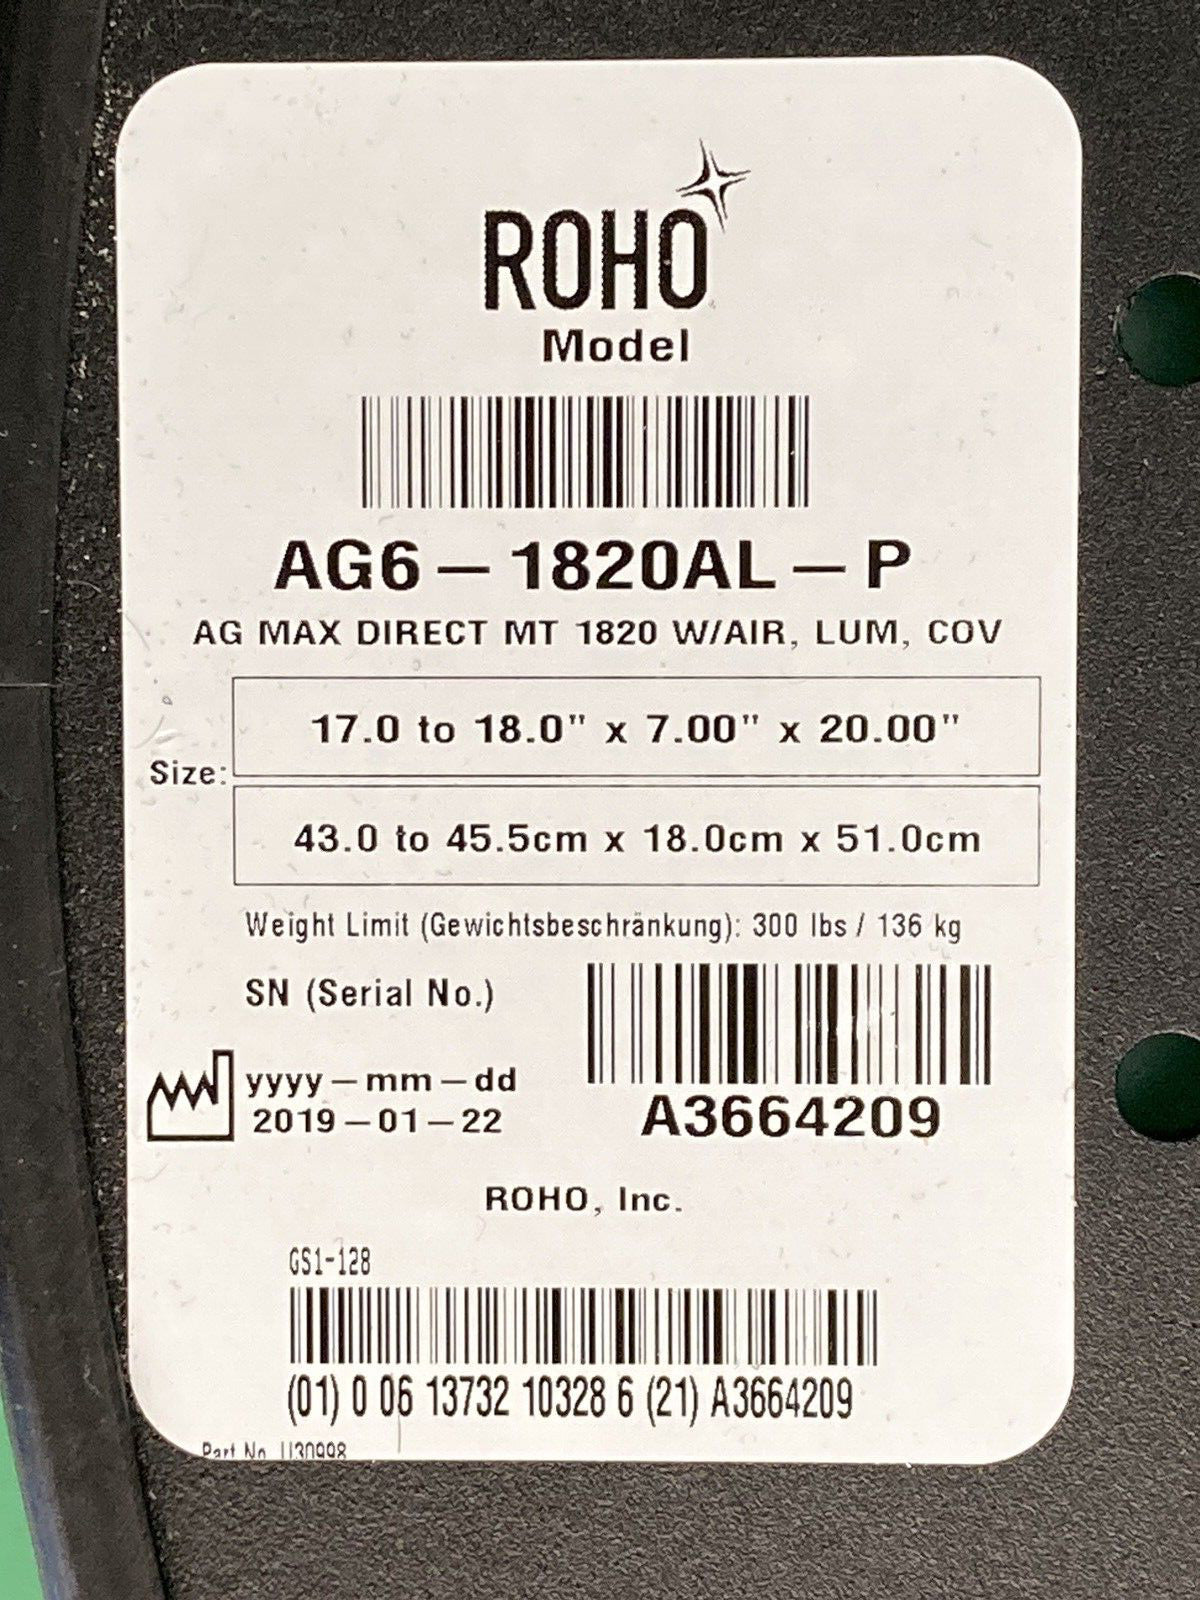 ROHO
Model
AG6-1820AL-P
AG MAX DIRECT MT 1820 W/AIR, LUM, COV
Size:
17.0 to 18.0" x 7.00" x 20.00"
43.0 to 45.5cm x 18.0cm x 51.0cm
Weight Limit (Gewichtsbeschränkung): 300 lbs / 136 kg
SN (Serial No.)
yyyy-mm-dd
2019-01-22
A3664209
ROHO, Inc.
GS1-128
(01) 0 06 13732 10328 6 (21) A3664209
Part No.